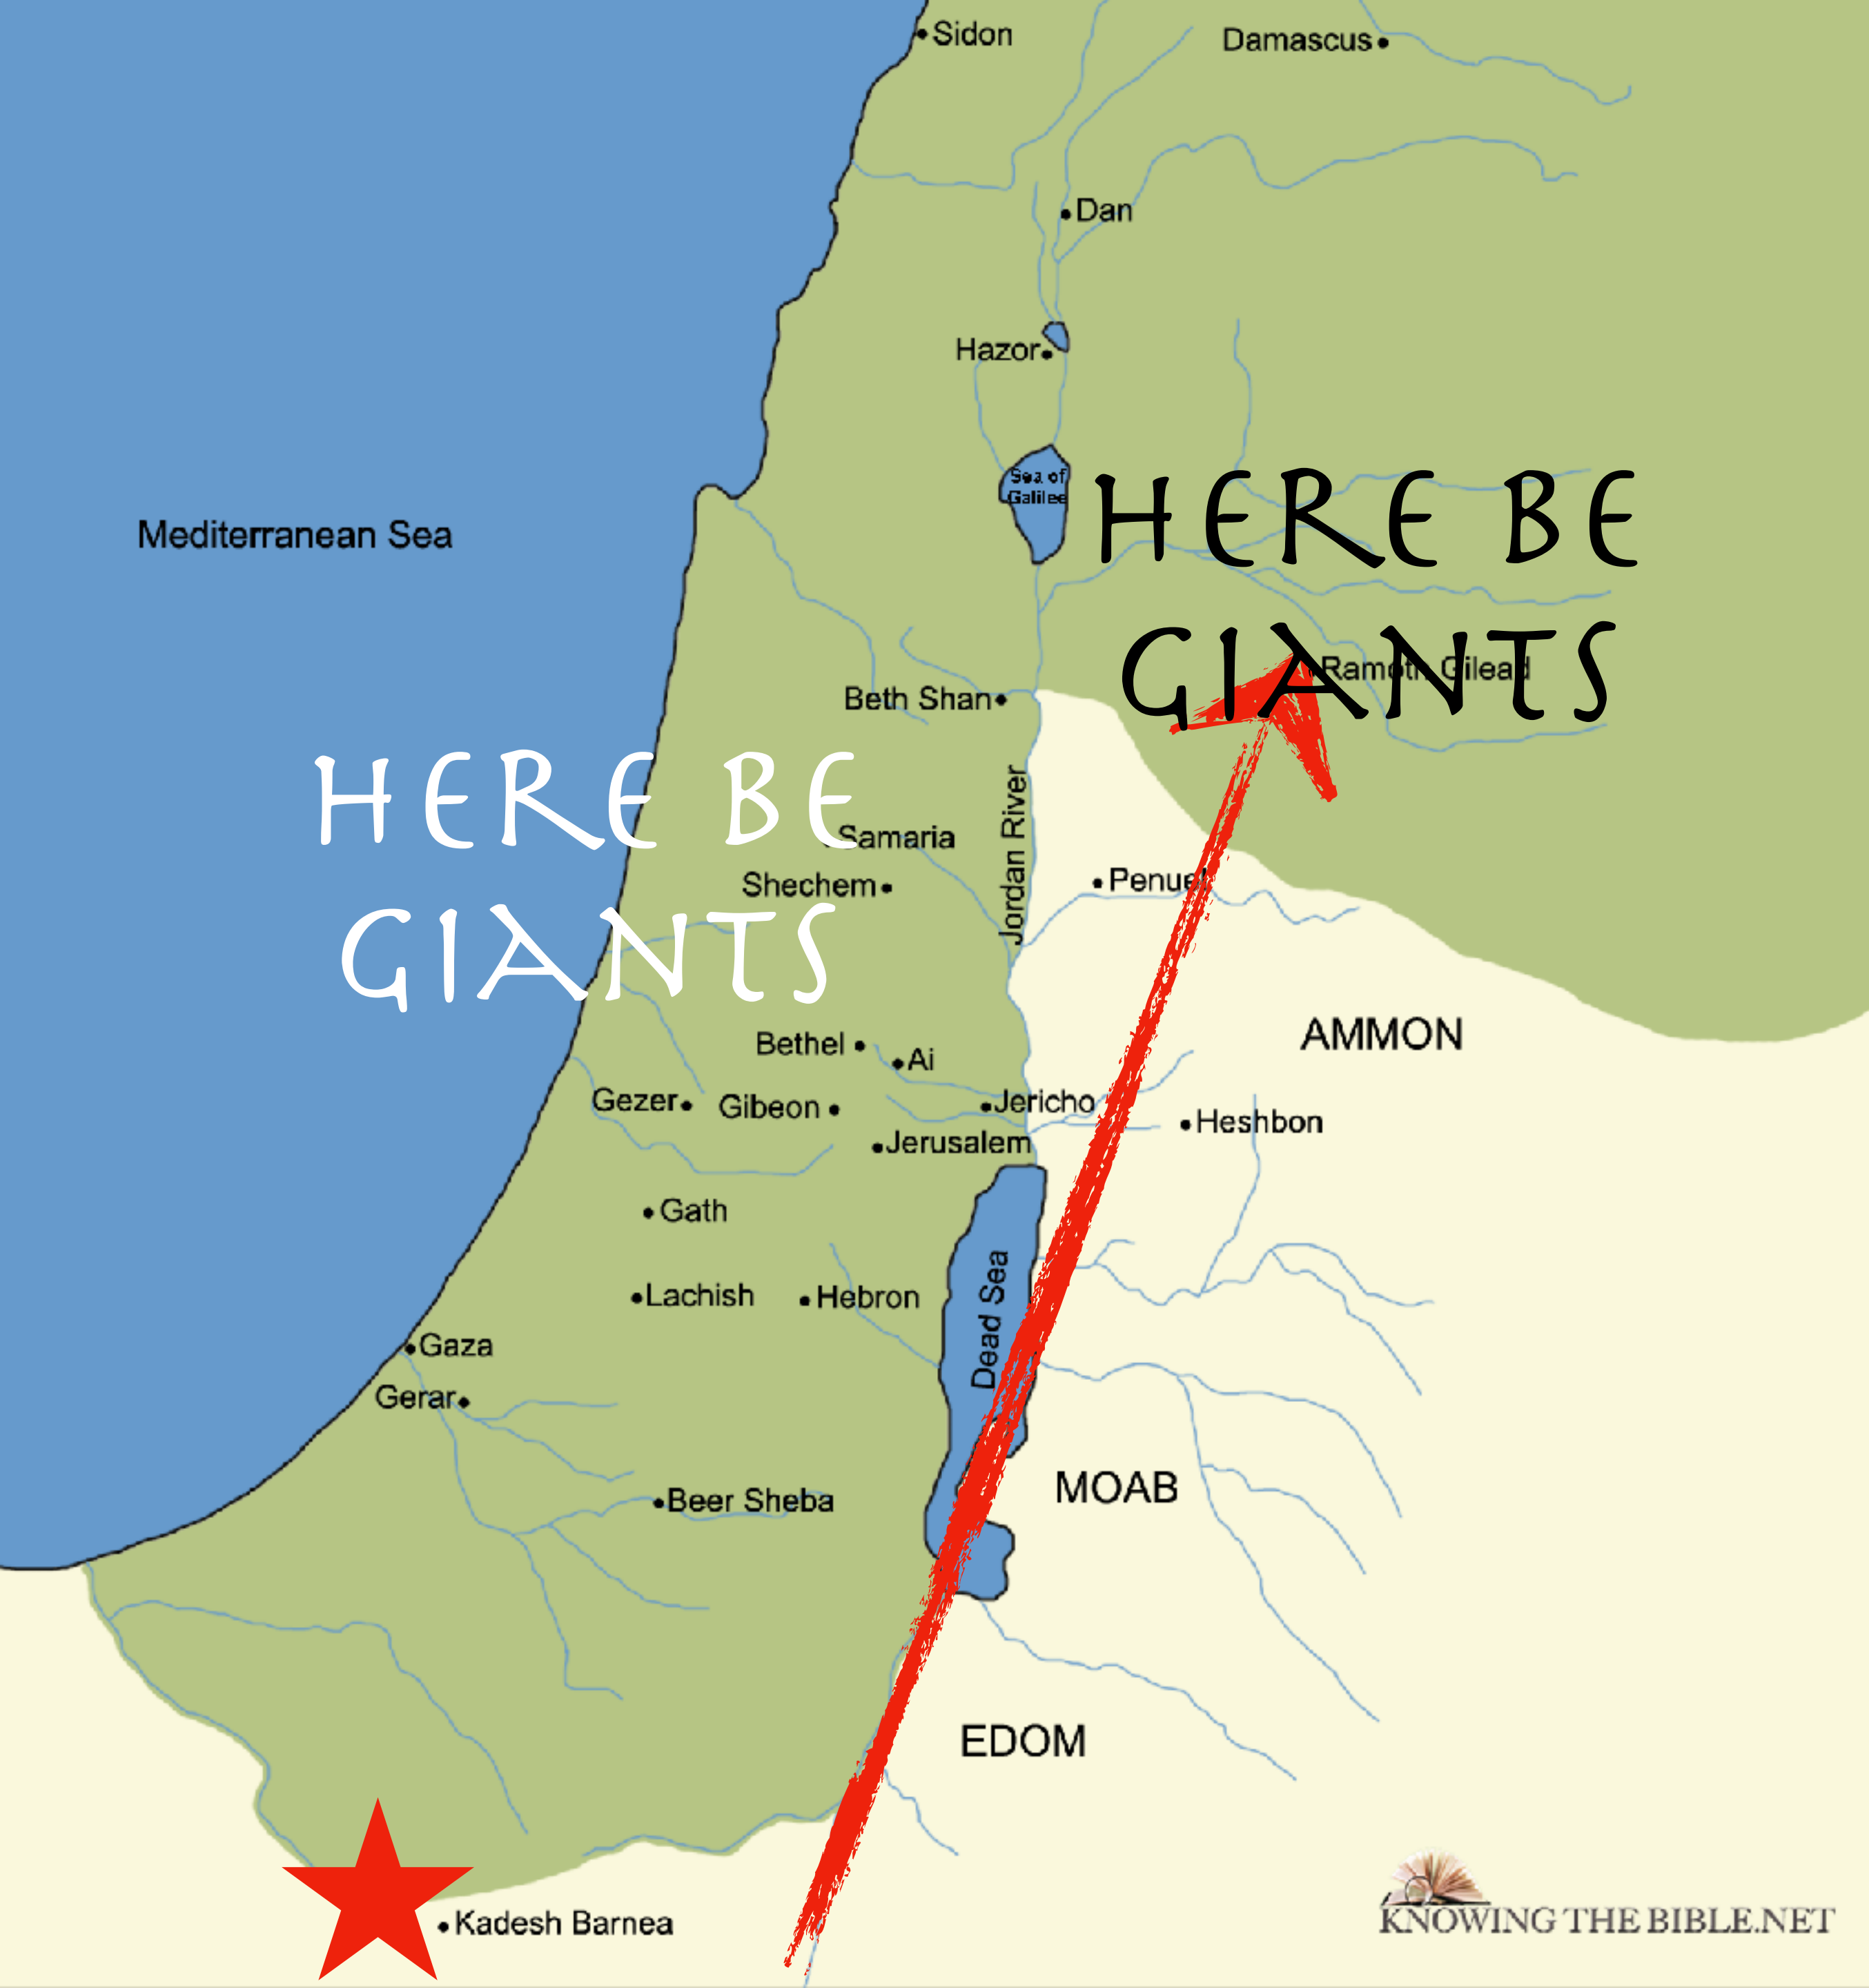 Sidon
Damascus
Dan
Hazor
Sea of
Galilee
HERE BE
GIANTS
Mediterranean Sea
Ramoth Gilead
Beth Shan
HERE BE
GIANTS
Jordan River
Samaria
Shechem
Penuel
AMMON
Bethel
Ai
Gezer
Gibeon
Jericho
Heshbon
Jerusalem
Gath
Dead Sea
Lachish
Hebron
Gaza
Gerar
MOAB
Beer Sheba
EDOM
Kadesh Barnea
KNOWING THE BIBLE.NET